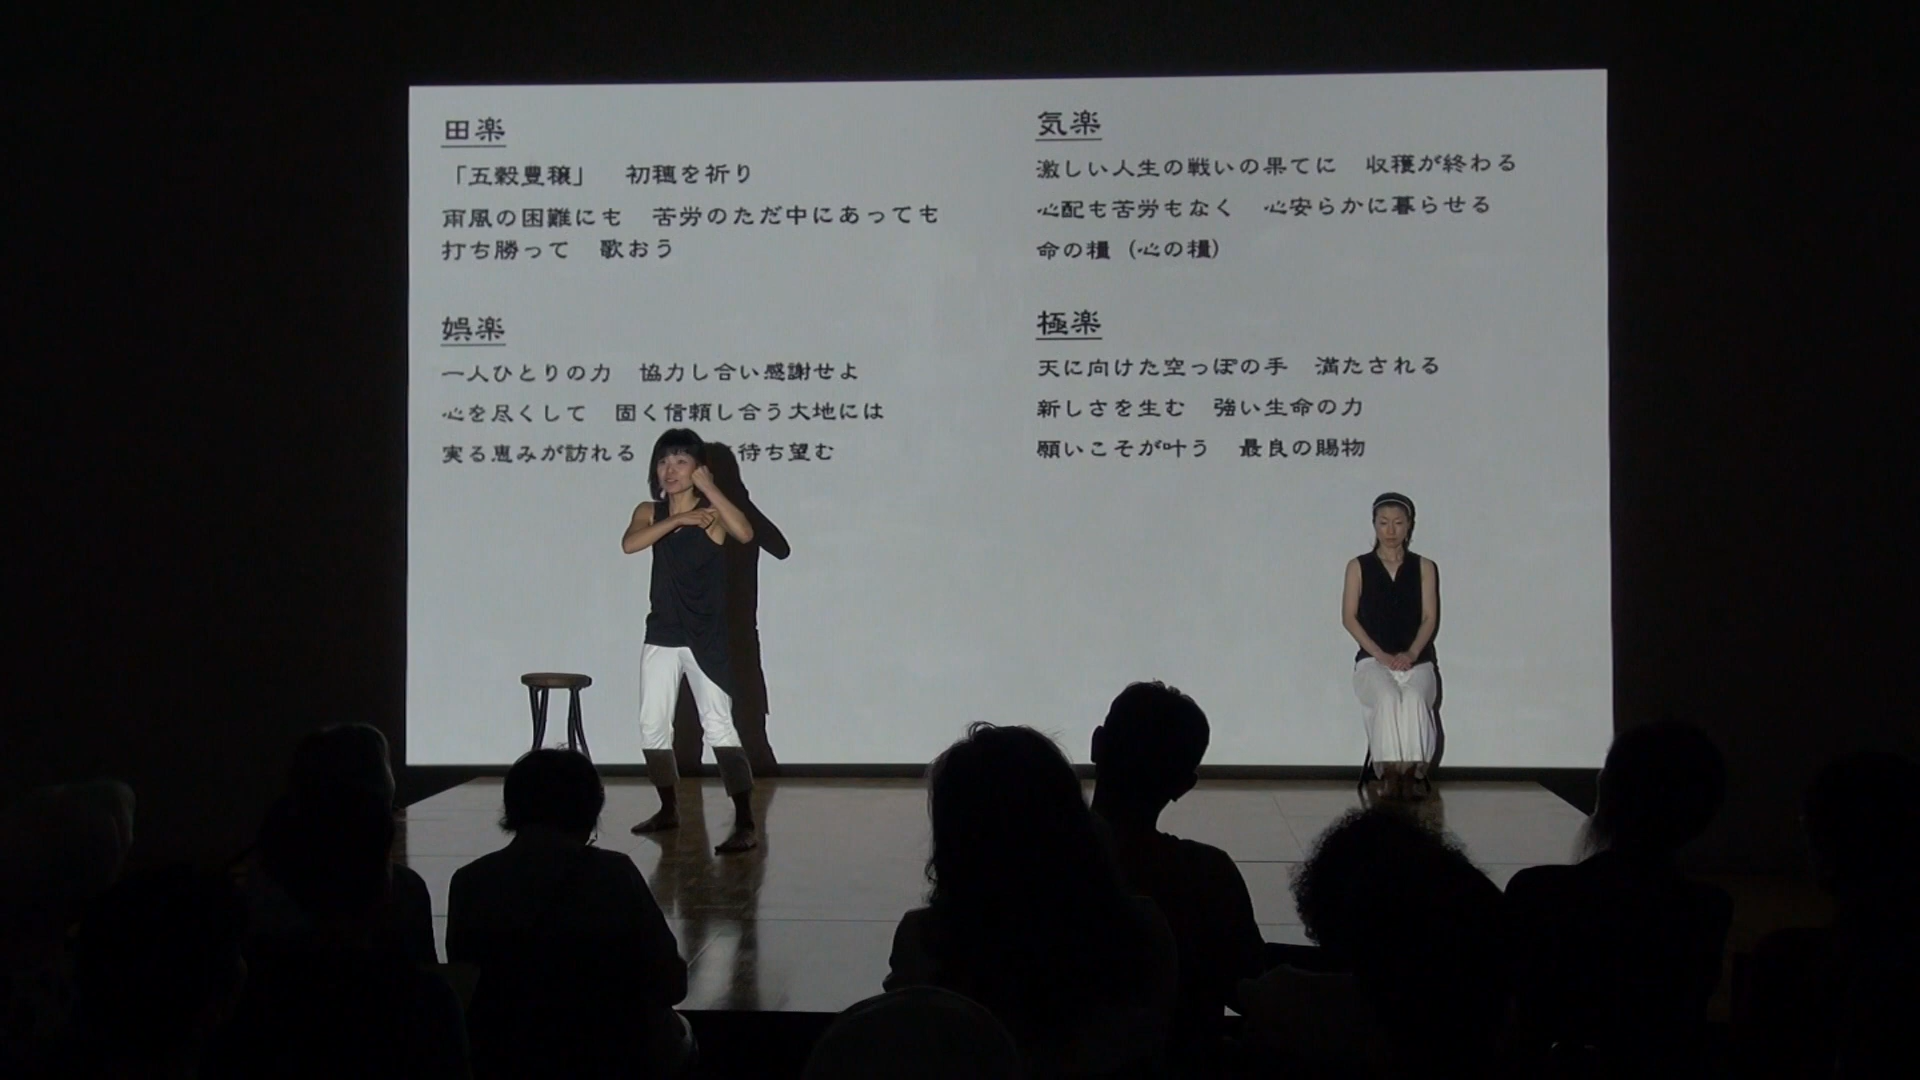 田楽
「五穀豊穣」　初穂を祈り
雨風の困難にも　苦労のただ中にあっても
打ち勝って　歌おう
娯楽
一人ひとりの力　協力し合い感謝せよ
心を尽くして　固く信頼し合う大地には
実る恵みが訪れる　待ち望む
気楽
激しい人生の戦いの果てに　収穫が終わる
心配も苦労もなく　心安らかに暮らせる
命の糧（心の糧）
極楽
天に向けた空っぽの手　満たされる
新しさを生む　強い生命の力
願いこそが叶う　最良の賜物